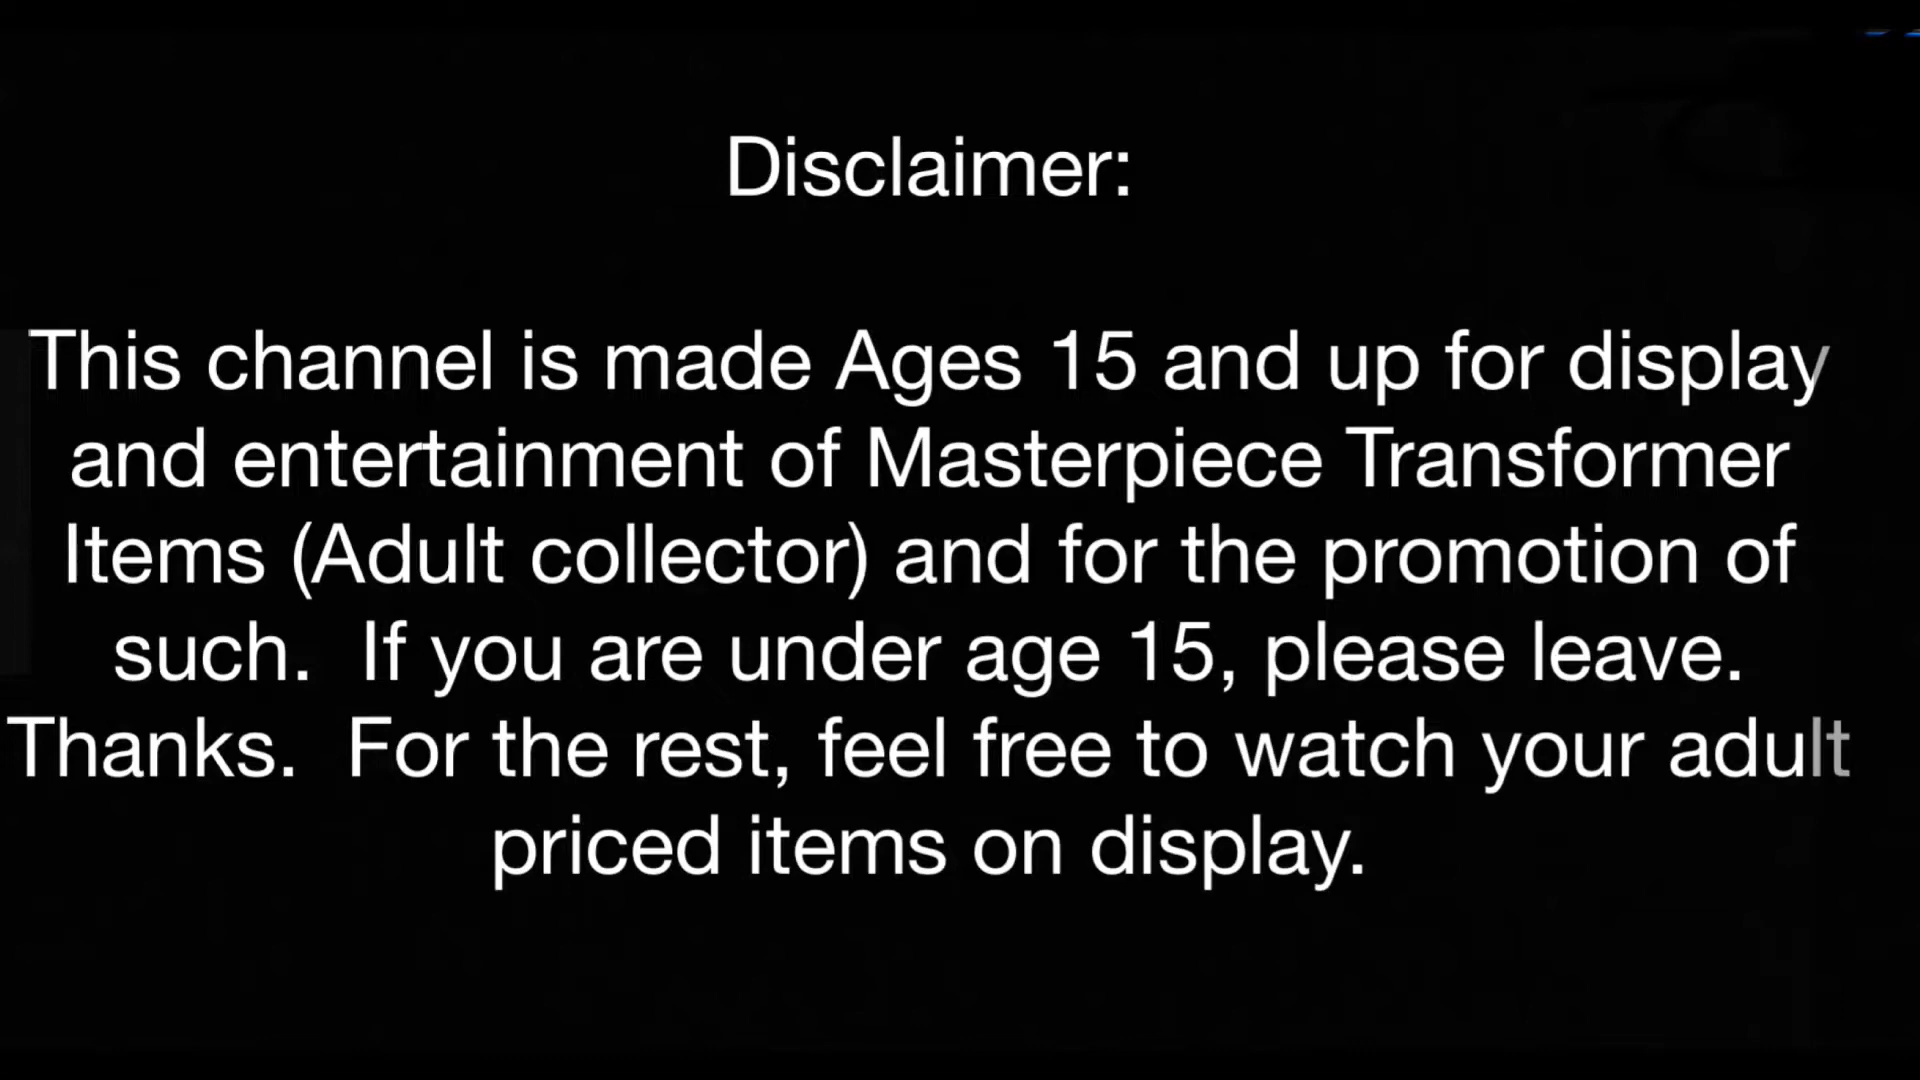 Disclaimer:
This channel is made Ages 15 and up for display
and entertainment of Masterpiece Transformer
Items (Adult collector) and for the promotion of
such.  If you are under age 15, please leave.
Thanks.  For the rest, feel free to watch your adult
priced items on display.